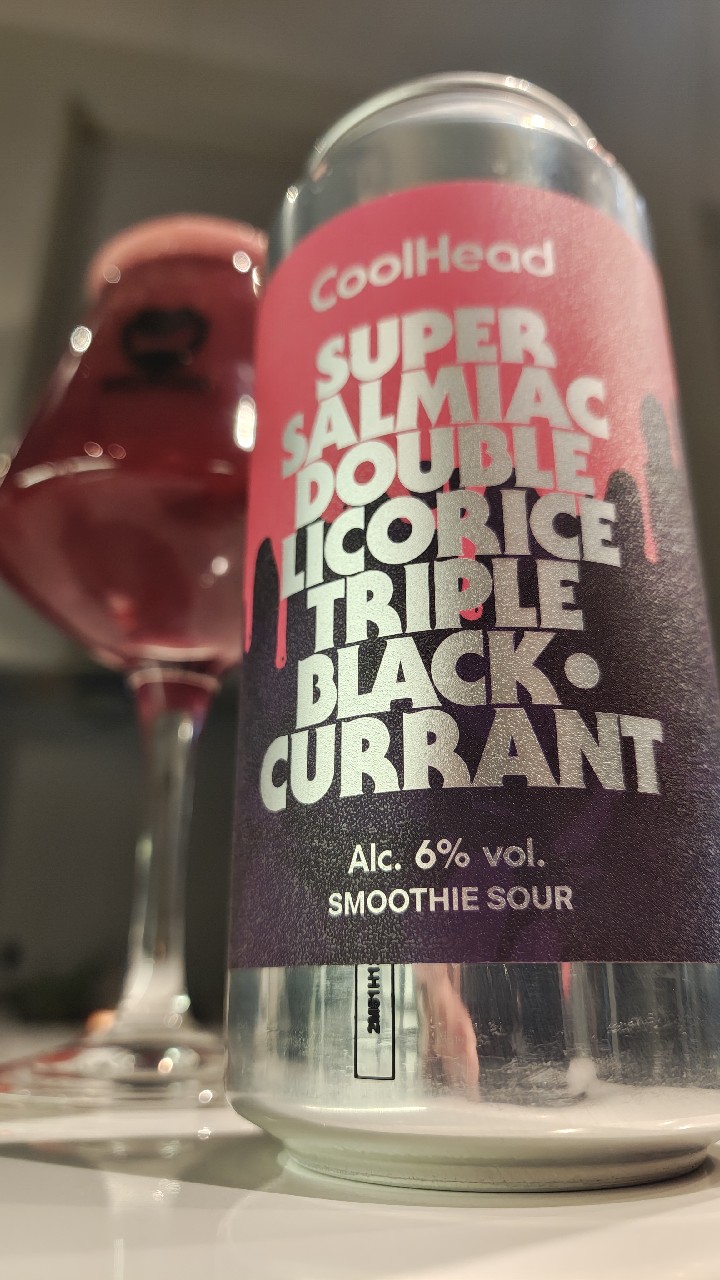 CoolHead
SUPER
SALMIAC
DOUBLE
LICORICE
TRIPLE
BLACK•
CURRANT
Alc. 6% vol.
SMOOTHIE SOUR